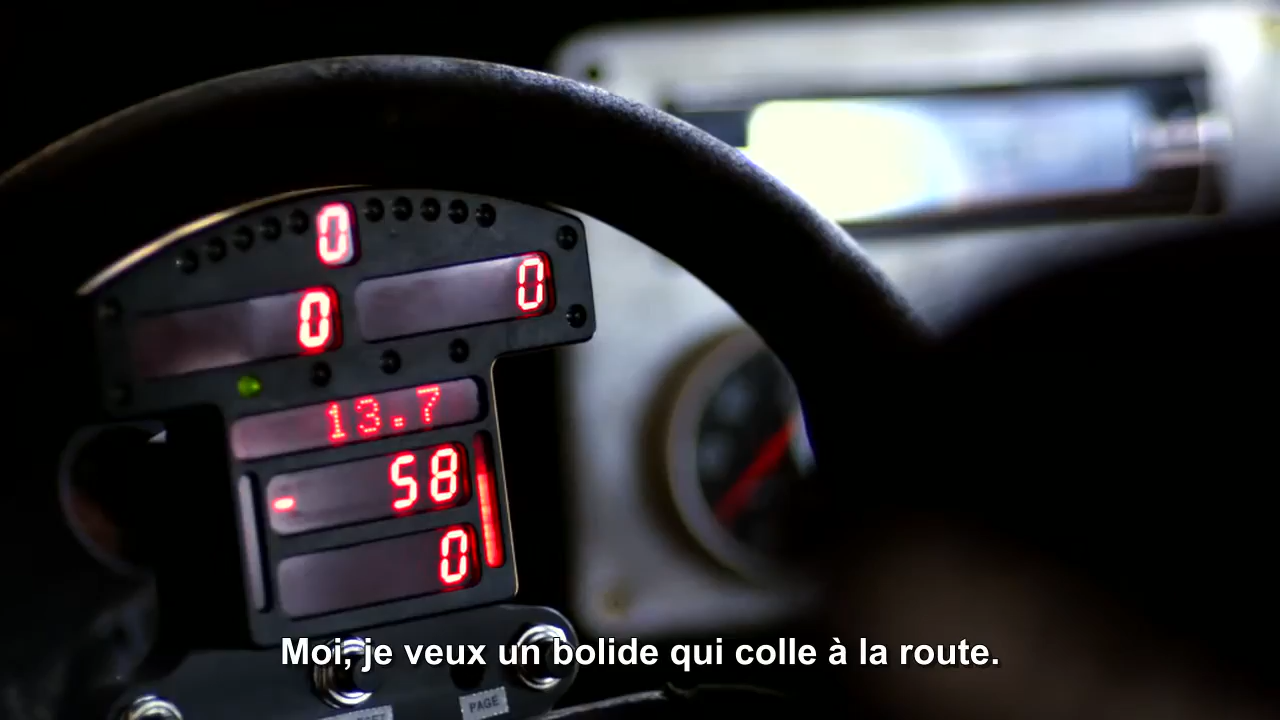 0
0 0
13.7
- 58
0
Moi, je veux un bolide qui colle à la route.
PAGE